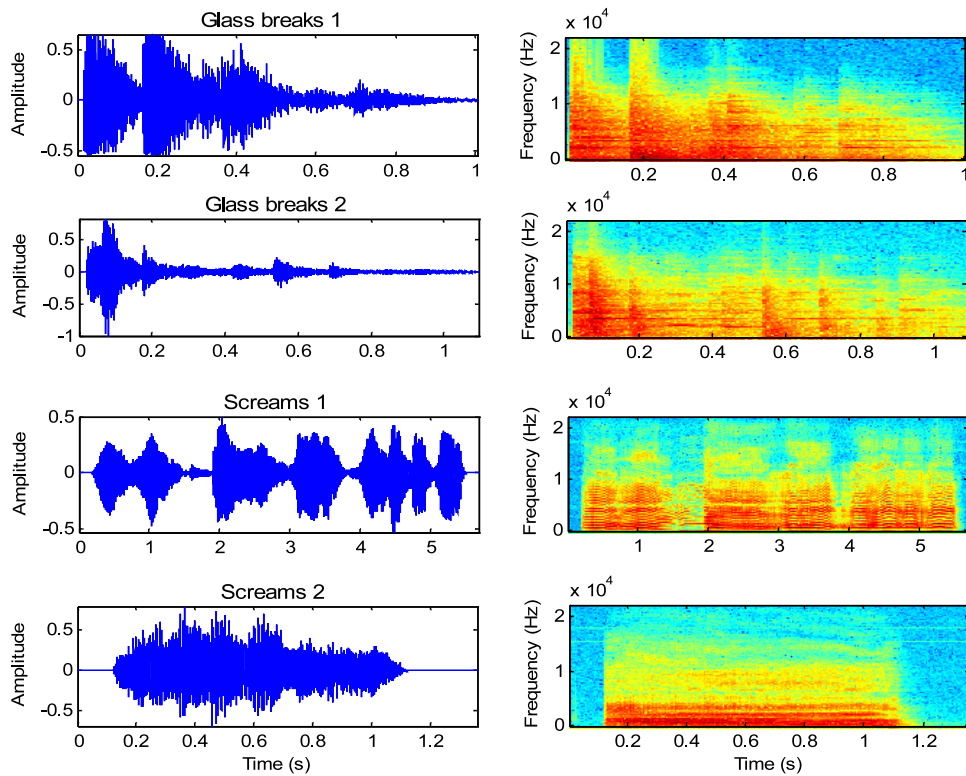 Glass breaks 1
Amplitude
0.5
0
-0.5
0 0.2 0.4 0.6 0.8 1
x 10^4
Frequency (Hz)
2
1
0
0.2 0.4 0.6 0.8 1
Glass breaks 2
Amplitude
0.5
0
-0.5
-1
0 0.2 0.4 0.6 0.8 1
x 10^4
Frequency (Hz)
2
1
0
0.2 0.4 0.6 0.8 1
Screams 1
Amplitude
0.5
0
-0.5
0 1 2 3 4 5
x 10^4
Frequency (Hz)
2
1
0
1 2 3 4 5
Screams 2
Amplitude
0.5
0
-0.5
0 0.2 0.4 0.6 0.8 1 1.2
Time (s)
x 10^4
Frequency (Hz)
2
1
0
0.2 0.4 0.6 0.8 1 1.2
Time (s)